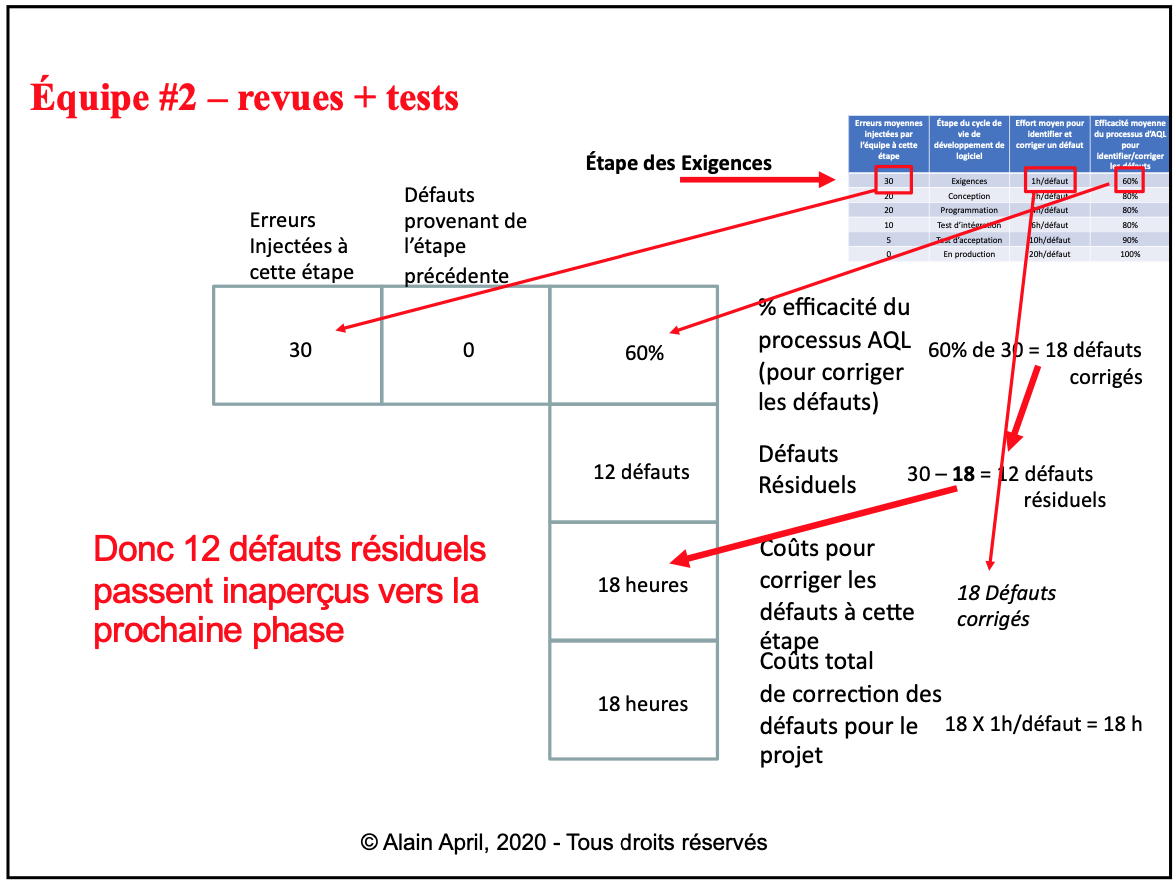 Équipe #2 – revues + tests
Étape des Exigences
Erreurs moyennes
injectées par
l'équipe à cette
étape
Étape du cycle de
vie de
développement de
logiciel
Effort moyen pour
identifier et
corriger un défaut
Efficacité moyenne
du processus d'AQL
pour
identifier/corriger
les défauts
30 Exigences 1h/défaut 60%
20 Conception h/défaut 80%
20 Programmation h/défaut 80%
10 Test d'intégration 6h/défaut 80%
5 Test d'acceptation 10h/défaut 90%
0 En production 20h/défaut 100%
Erreurs
Injectées à
cette étape
Défauts
provenant de
l'étape
précédente
30
0
60%
% efficacité du
processus AQL
(pour corriger
les défauts)
60% de 30 = 18 défauts
corrigés
12 défauts
Défauts
Résiduels
30 – 18 = 12 défauts
résiduels
Donc 12 défauts résiduels
passent inaperçus vers la
prochaine phase
18 heures
Coûts pour
corriger les
défauts à cette
étape
18 Défauts
corrigés
18 heures
Coûts total
de correction des
défauts pour le
projet
18 X 1h/défaut = 18 h
© Alain April, 2020 - Tous droits réservés